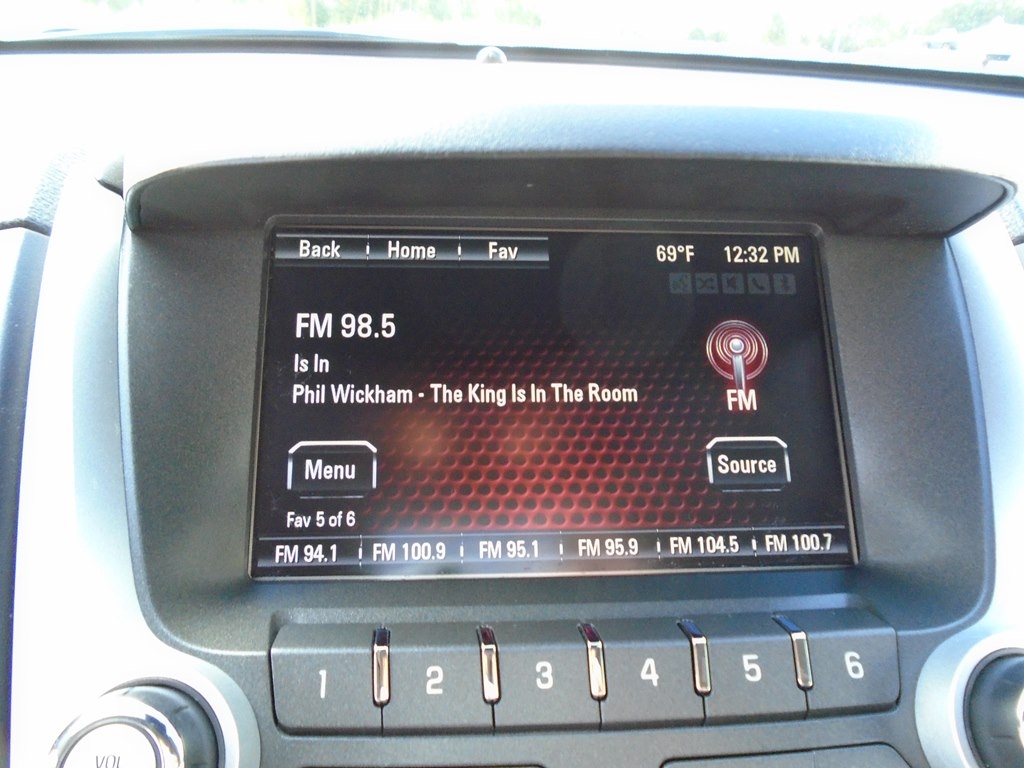 Back Home Fav 69°F 12:32 PM
FM 98.5
Is In
Phil Wickham - The King Is In The Room
FM
Menu Source
Fav 5 of 6
FM 94.1 FM 100.9 FM 95.1 FM 95.9 FM 104.5 FM 100.7
1 2 3 4 5 6
VOL